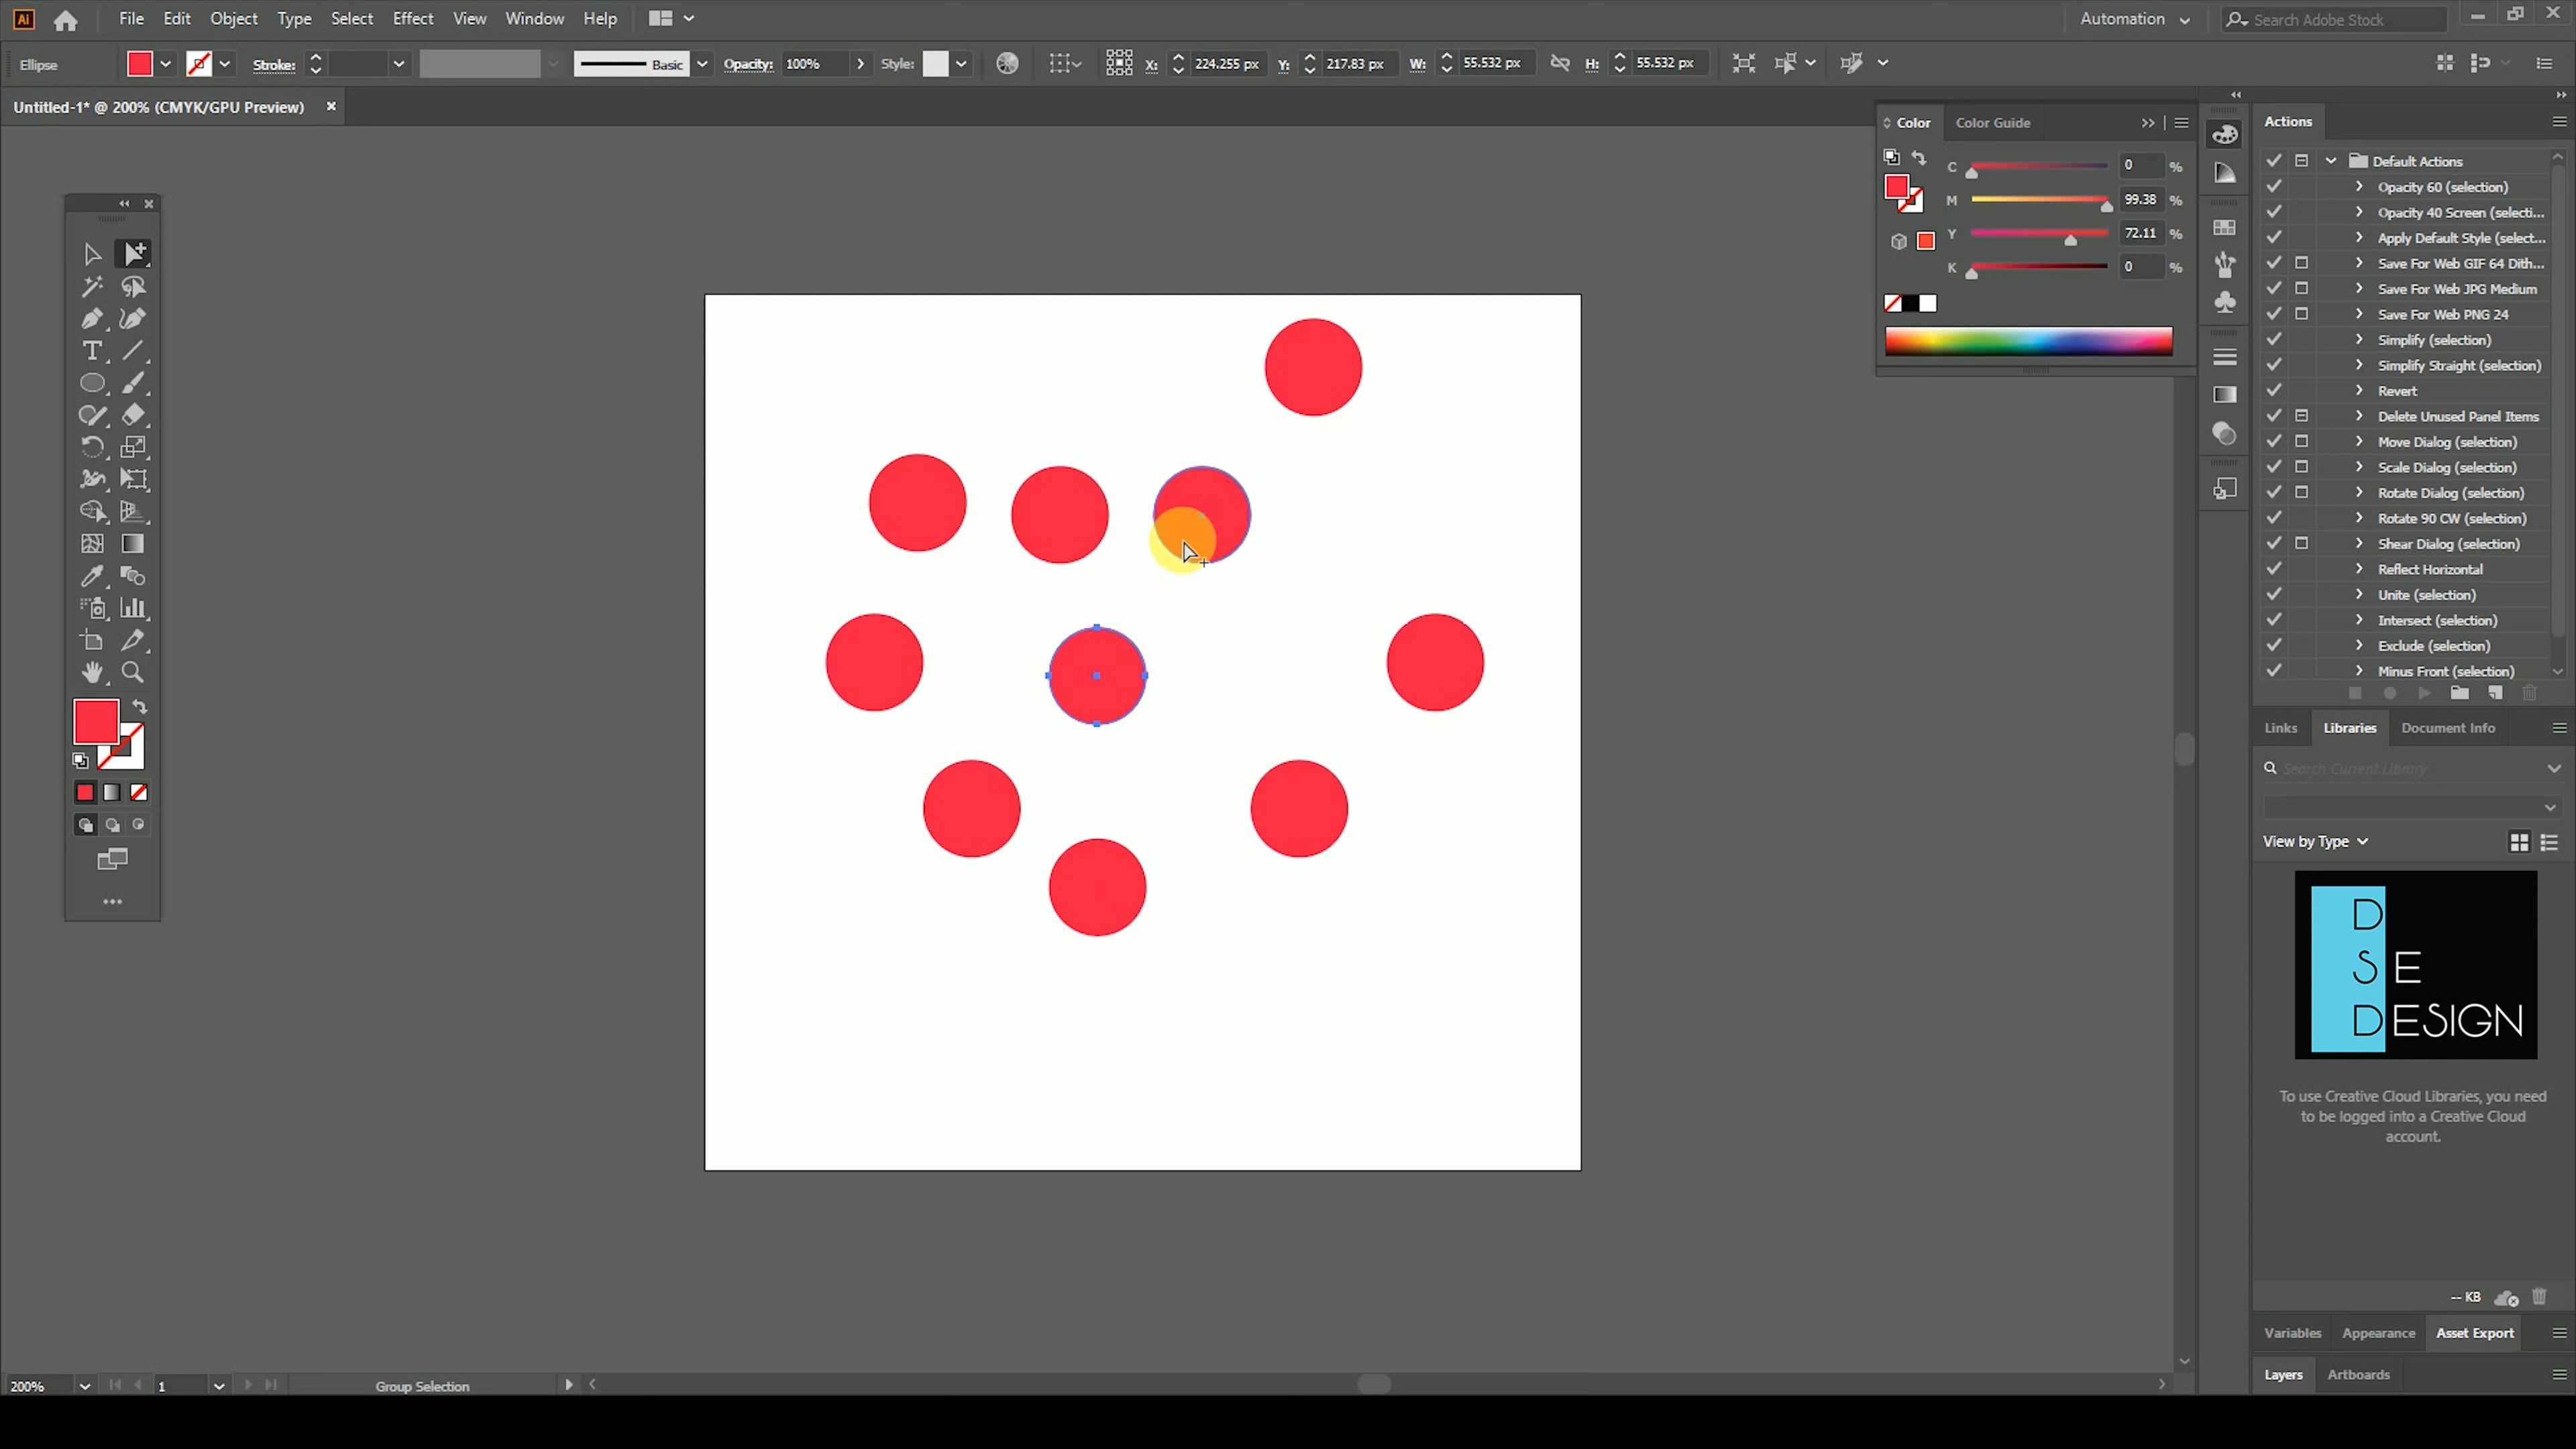 Ai File Edit Object Type Select Effect View Window Help Automation Search Adobe Stock
Ellipse Stroke: Basic Opacity: 100% Style: X: 224.255 px Y: 217.83 px W: 55.532 px H: 55.532 px
Untitled-1* @ 200% (CMYK/GPU Preview)
Color Color Guide
C 0 %
M 99.38 %
Y 72.11 %
K 0 %
Actions
Default Actions
Opacity 60 (selection)
Opacity 40 Screen (selecti...
Apply Default Style (select...
Save For Web GIF 64 Dith...
Save For Web JPG Medium
Save For Web PNG 24
Simplify (selection)
Simplify Straight (selection)
Revert
Delete Unused Panel Items
Move Dialog (selection)
Scale Dialog (selection)
Rotate Dialog (selection)
Rotate 90 CW (selection)
Shear Dialog (selection)
Reflect Horizontal
Unite (selection)
Intersect (selection)
Exclude (selection)
Minus Front (selection)
Links Libraries Document Info
Search Current Library
View by Type
D
SE
DESIGN
To use Creative Cloud Libraries, you need
to be logged into a Creative Cloud
account.
-- KB
Variables Appearance Asset Export
Layers Artboards
200% 1 Group Selection